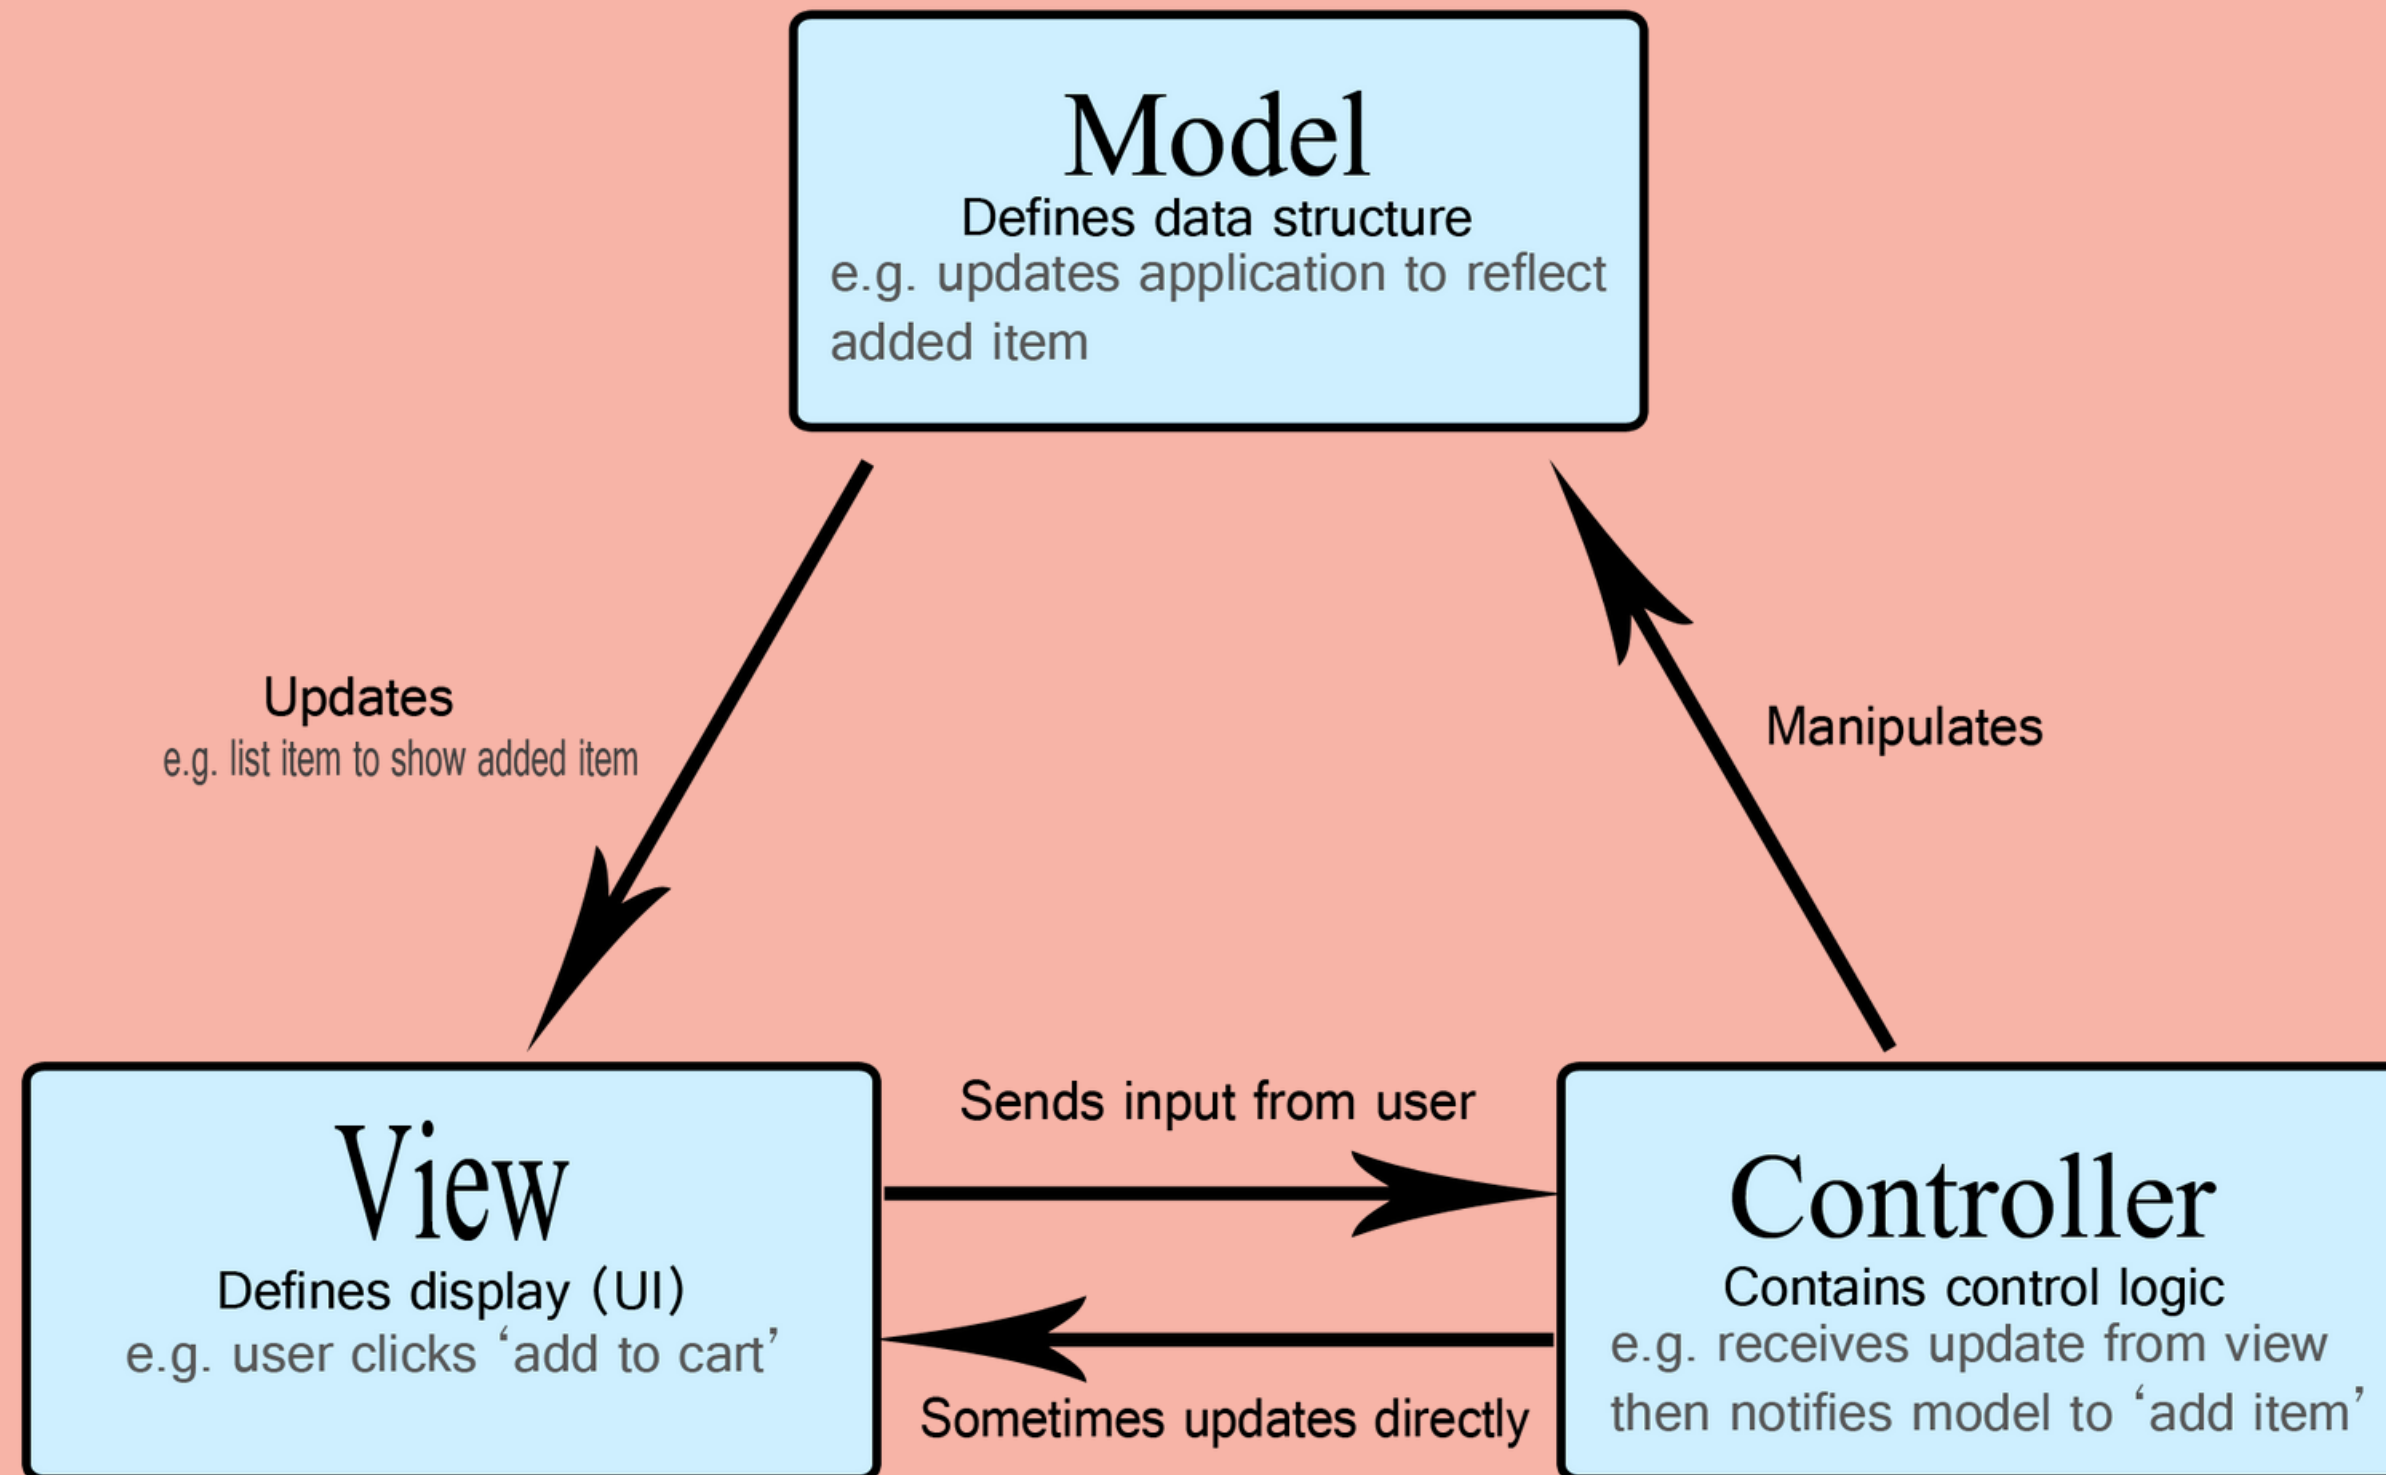 Model
Defines data structure
e.g. updates application to reflect
added item
Updates
e.g. list item to show added item
Manipulates
Sends input from user
View
Defines display (UI)
e.g. user clicks ‘add to cart’
Controller
Contains control logic
e.g. receives update from view
then notifies model to ‘add item’
Sometimes updates directly